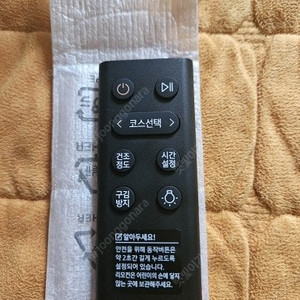 < 코스선택 >
건조
정도
시간
설정
구김
방지
알아두세요!
안전을 위해 동작버튼은
약 2초간 길게 누르도록
설정되어 있습니다.
리모컨은 어린이의 손에 닿지
않는 곳에 보관해주세요.